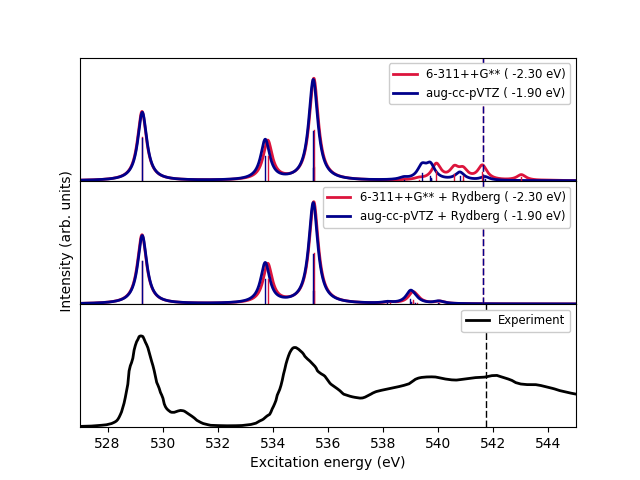 6-311++G** ( -2.30 eV)
aug-cc-pVTZ ( -1.90 eV)
6-311++G** + Rydberg ( -2.30 eV)
aug-cc-pVTZ + Rydberg ( -1.90 eV)
Experiment
Intensity (arb. units)
528 530 532 534 536 538 540 542 544
Excitation energy (eV)